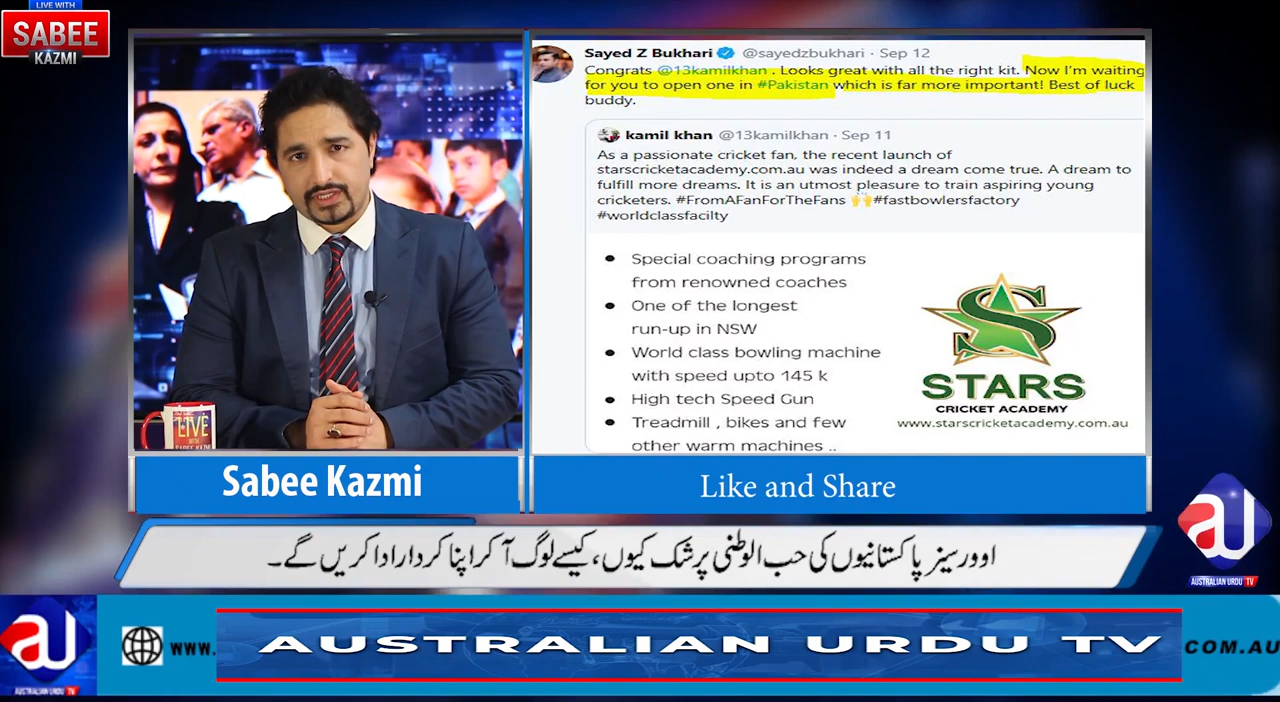 LIVE WITH
SABEE
KAZMI
Sayed Z Bukhari @sayedzbukhari · Sep 12
Congrats @13kamilkhan . Looks great with all the right kit. Now I'm waiting
for you to open one in #Pakistan which is far more important! Best of luck
buddy.
kamil khan @13kamilkhan · Sep 11
As a passionate cricket fan, the recent launch of
starscricketacademy.com.au was indeed a dream come true. A dream to
fulfill more dreams. It is an utmost pleasure to train aspiring young
cricketers. #FromAFanForTheFans 🙌#fastbowlersfactory
#worldclassfacilty
● Special coaching programs
from renowned coaches
● One of the longest
run-up in NSW
● World class bowling machine
with speed upto 145 k
● High tech Speed Gun
● Treadmill , bikes and few
other warm machines ..
S
STARS
CRICKET ACADEMY
www.starscricketacademy.com.au
LIVE
WITH
SABEE KAZMI
Sabee Kazmi
Like and Share
اوورسیز پاکستانیوں کی حب الوطنی پر شک کیوں، کیسے لوگ آ کر اپنا کردار ادا کریں گے۔
aU
AUSTRALIAN URDU TV
aU
AUSTRALIAN URDU TV
www.
AUSTRALIAN URDU TV
COM.AU